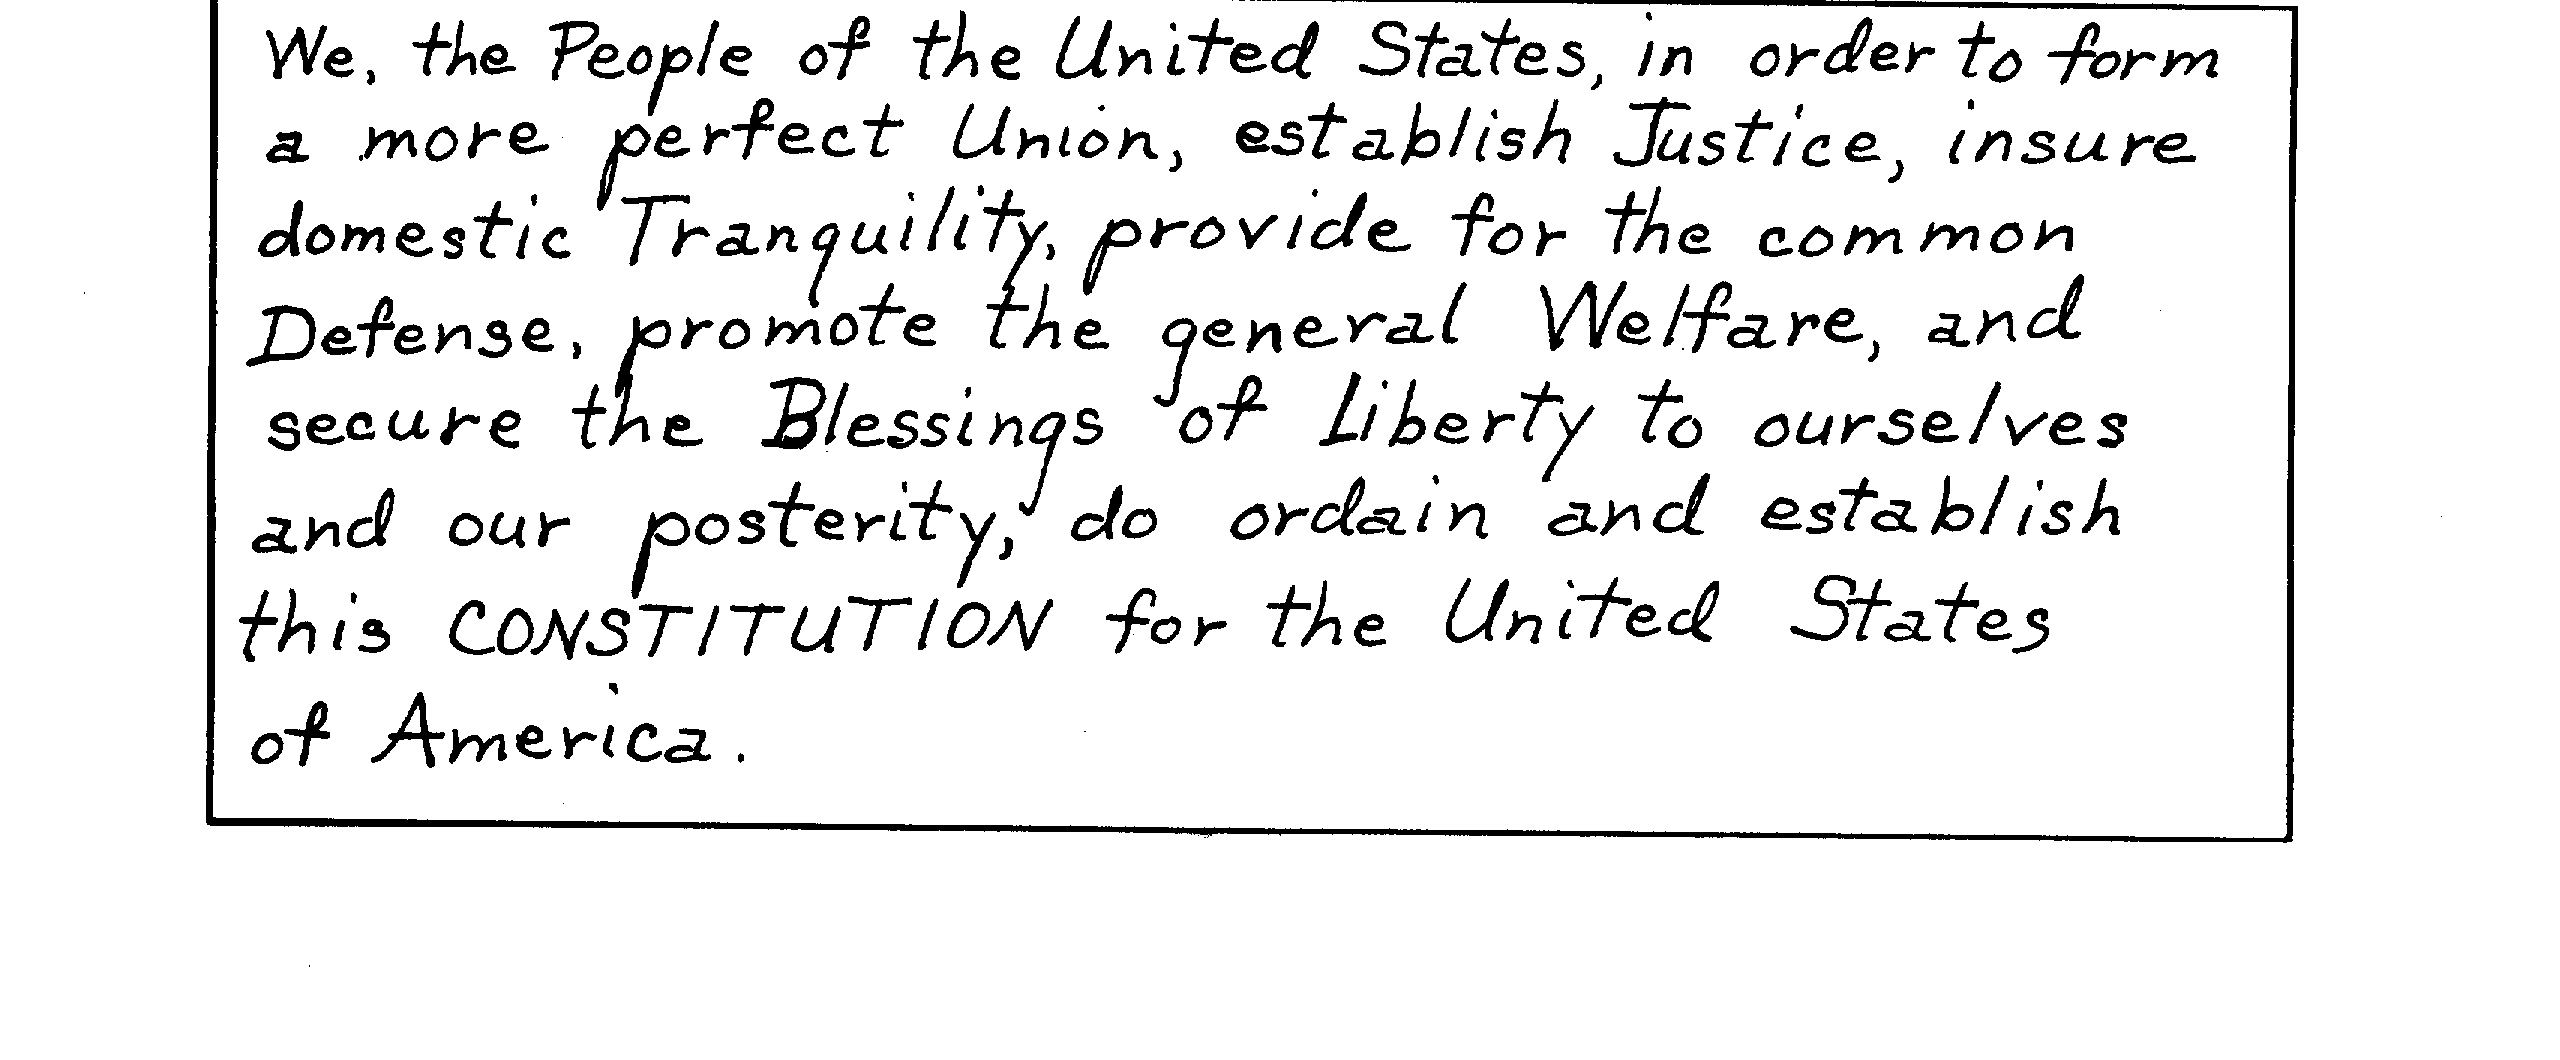 We, the People of the United States, in order to form
a more perfect Union, establish Justice, insure
domestic Tranquility, provide for the common
Defense, promote the general Welfare, and
secure the Blessings of Liberty to ourselves
and our posterity, do ordain and establish
this CONSTITUTION for the United States
of America.